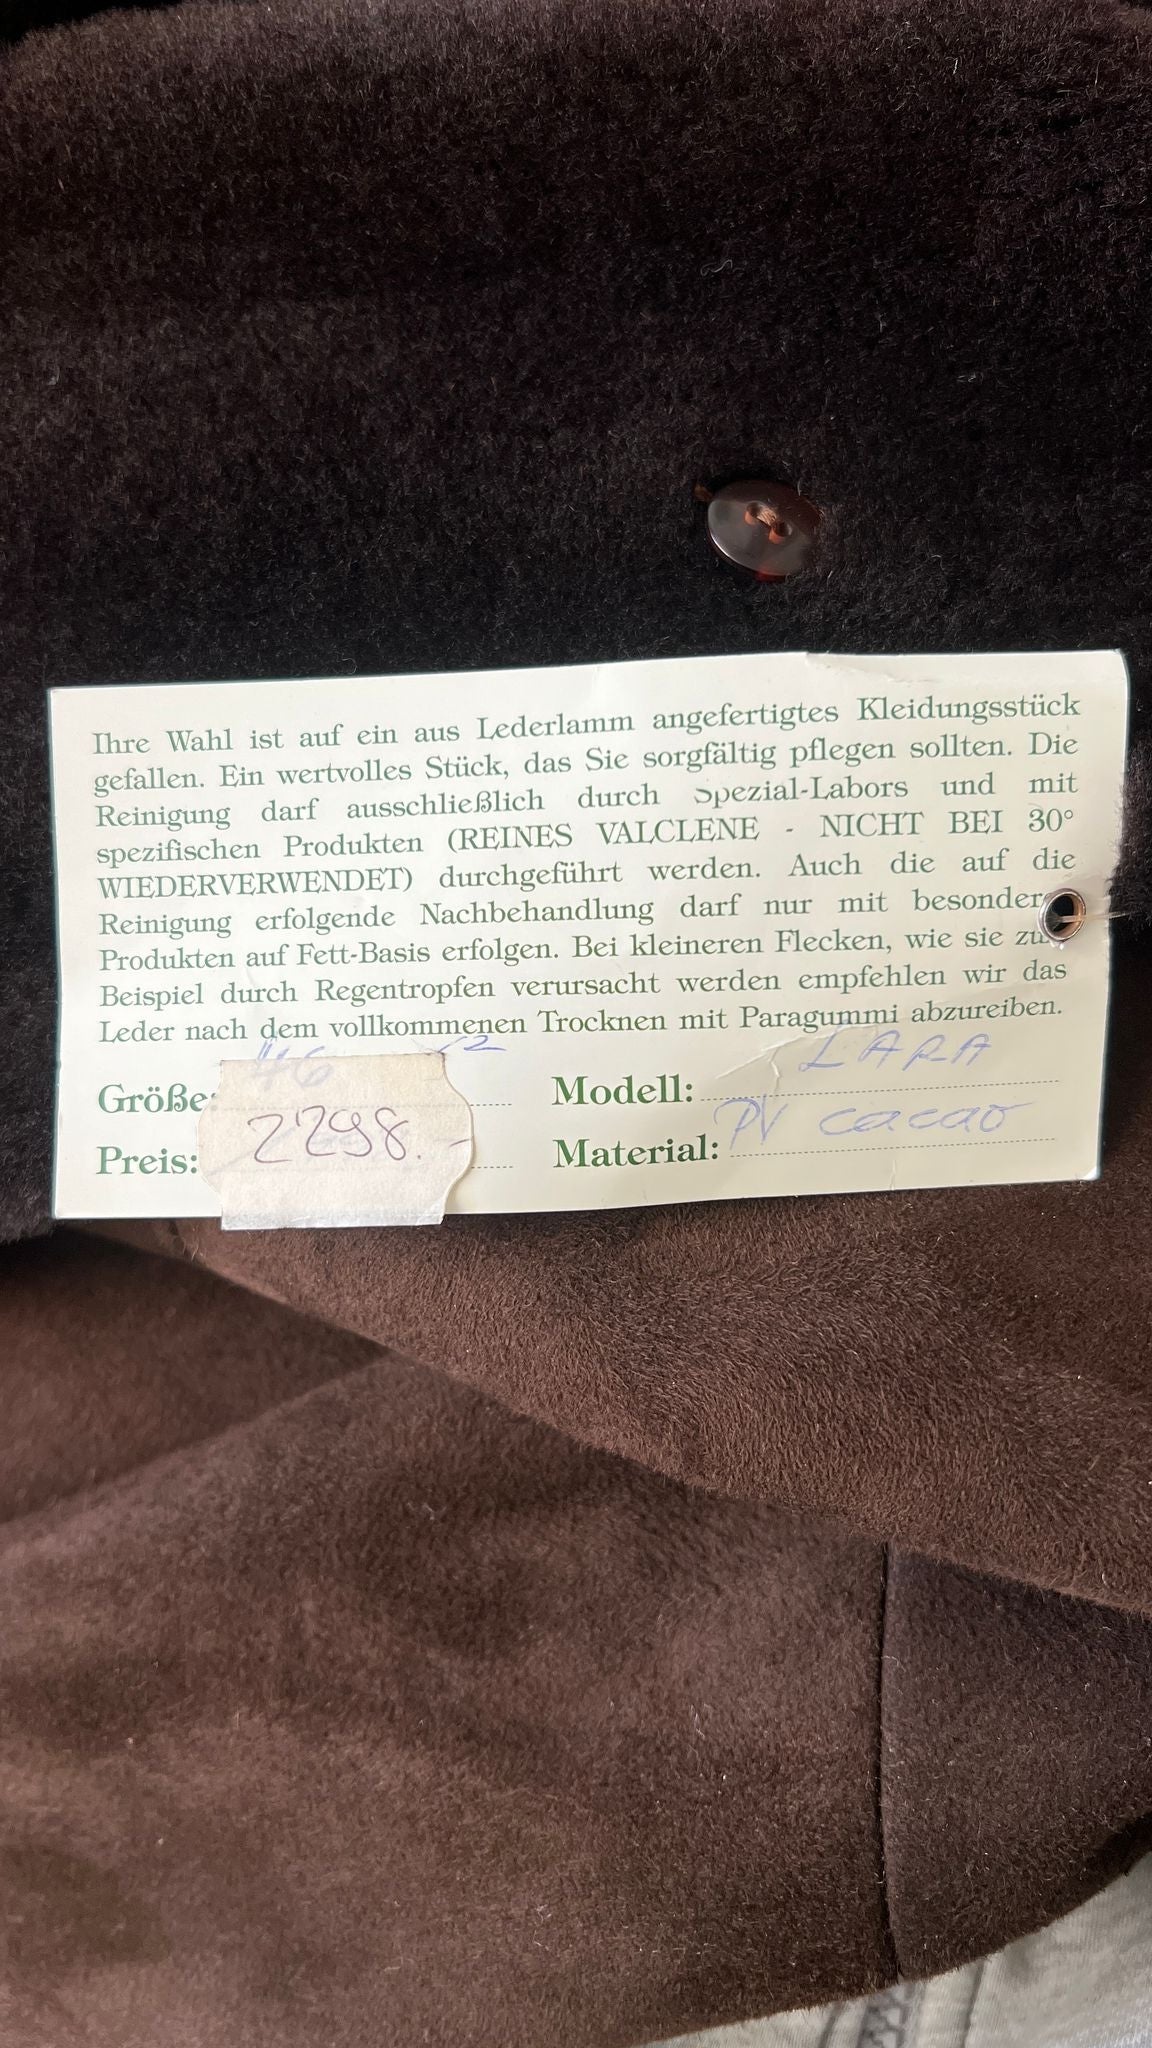 Ihre Wahl ist auf ein aus Lederlamm angefertigtes Kleidungsstück
gefallen. Ein wertvolles Stück, das Sie sorgfältig pflegen sollten. Die
Reinigung darf ausschließlich durch Spezial-Labors und mit
spezifischen Produkten (REINES VALCLENE - NICHT BEI 30°
WIEDERVERWENDET) durchgeführt werden. Auch die auf die
Reinigung erfolgende Nachbehandlung darf nur mit besonder
Produkten auf Fett-Basis erfolgen. Bei kleineren Flecken, wie sie zu
Beispiel durch Regentropfen verursacht werden empfehlen wir das
Leder nach dem vollkommenen Trocknen mit Paragummi abzureiben.
Größe: 46 Modell: LARA
Preis: 2298.- Material: PV cacao